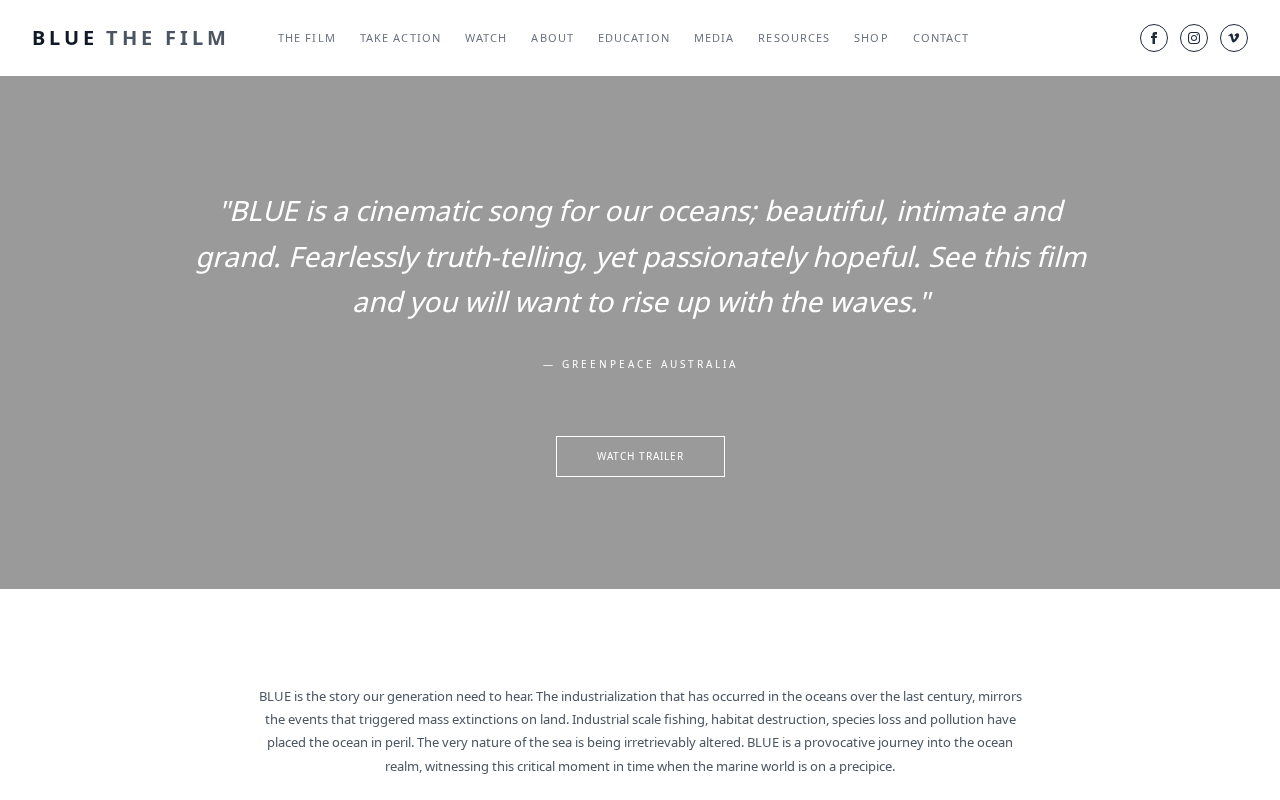 BLUE THE FILM
THE FILM TAKE ACTION WATCH ABOUT EDUCATION MEDIA RESOURCES SHOP CONTACT
"BLUE is a cinematic song for our oceans; beautiful, intimate and
grand. Fearlessly truth-telling, yet passionately hopeful. See this film
and you will want to rise up with the waves."
— GREENPEACE AUSTRALIA
WATCH TRAILER
BLUE is the story our generation need to hear. The industrialization that has occurred in the oceans over the last century, mirrors
the events that triggered mass extinctions on land. Industrial scale fishing, habitat destruction, species loss and pollution have
placed the ocean in peril. The very nature of the sea is being irretrievably altered. BLUE is a provocative journey into the ocean
realm, witnessing this critical moment in time when the marine world is on a precipice.